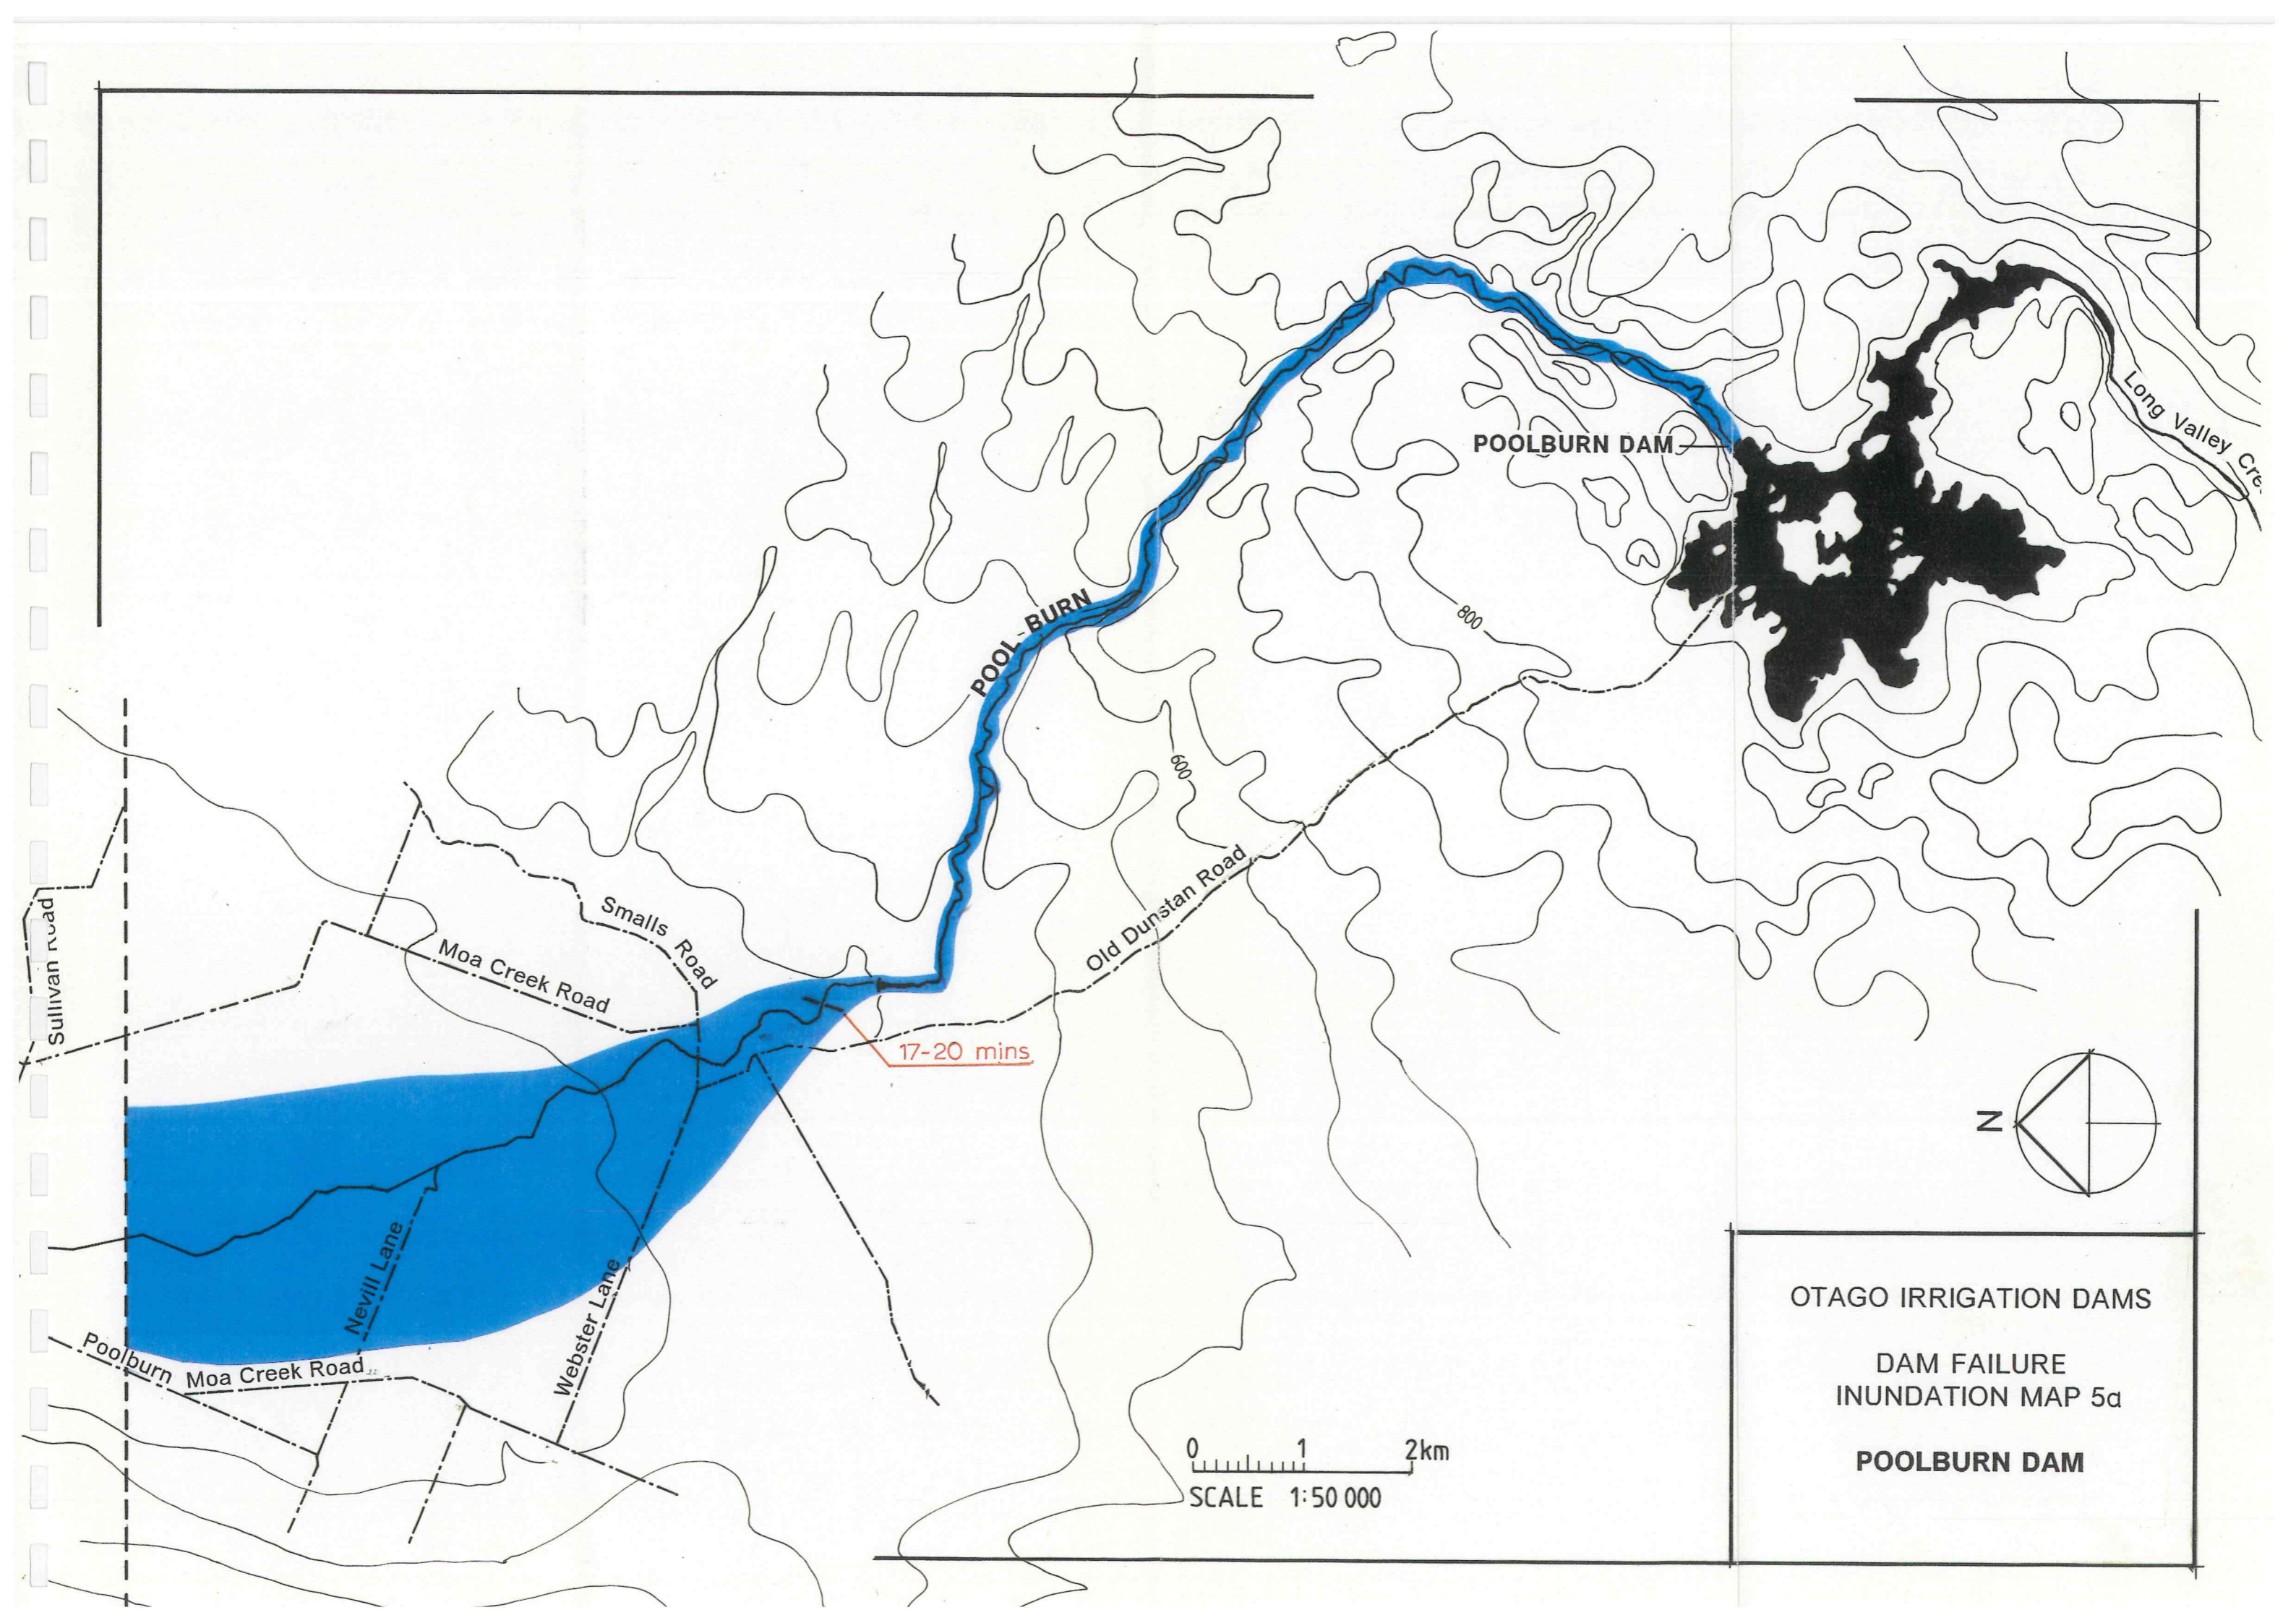 Long Valley Cre
POOLBURN DAM
POOL BURN
800
600
Smalls Road
Old Dunstan Road
Moa Creek Road
Sullivan Road
17-20 mins
N
Nevill Lane
Webster Lane
Poolburn Moa Creek Road
0 1 2km
SCALE 1:50 000
OTAGO IRRIGATION DAMS
DAM FAILURE
INUNDATION MAP 5a
POOLBURN DAM